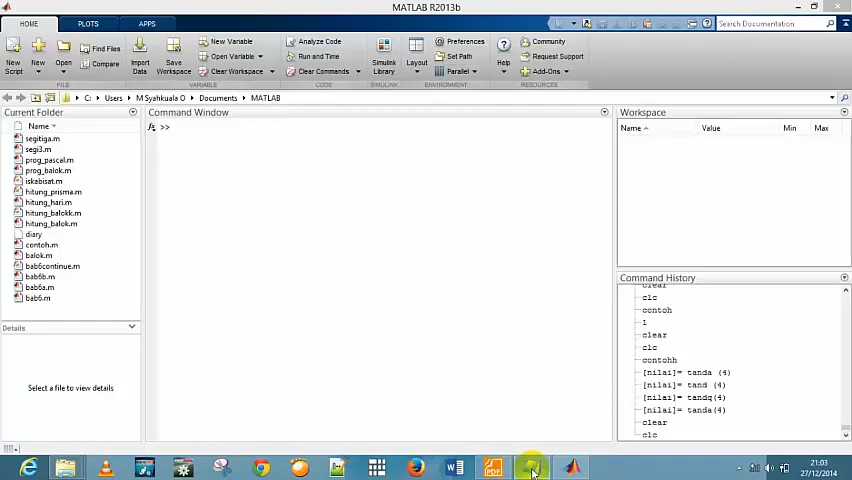 MATLAB R2013b
HOME PLOTS APPS
Search Documentation
New Script
New
Open
Find Files
Compare
Import Data
Save Workspace
New Variable
Open Variable
Clear Workspace
Analyze Code
Run and Time
Clear Commands
Simulink Library
Layout
Preferences
Set Path
Parallel
Help
Community
Request Support
Add-Ons
FILE VARIABLE CODE SIMULINK ENVIRONMENT RESOURCES
C: Users M Syahkuala O Documents MATLAB
Current Folder
Name
segitiga.m
segi3.m
prog_pascal.m
prog_balok.m
iskabisat.m
hitung_prisma.m
hitung_hari.m
hitung_balokk.m
hitung_balok.m
diary
contoh.m
balok.m
bab6continue.m
bab6b.m
bab6a.m
bab6.m
Details
Select a file to view details
Command Window
fx >>
Workspace
Name Value Min Max
Command History
clear
clc
contoh
1
clear
clc
contohh
[nilai]= tanda (4)
[nilai]= tand (4)
[nilai]= tandq(4)
[nilai]= tanda(4)
clear
clc
PDF
21:03
27/12/2014